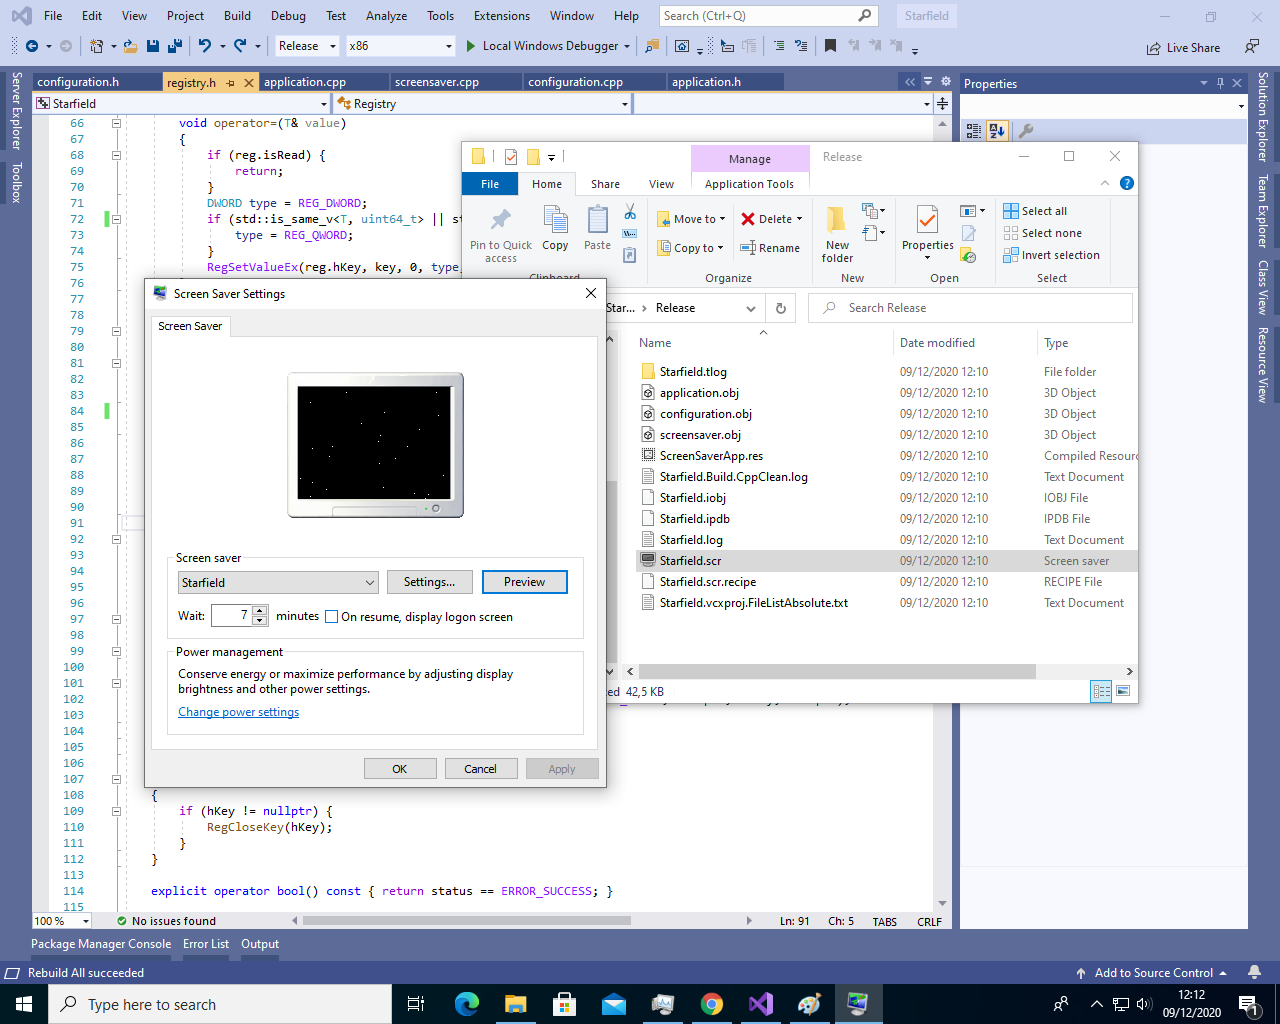 File Edit View Project Build Debug Test Analyze Tools Extensions Window Help Search (Ctrl+Q) Starfield
Release x86 Local Windows Debugger Live Share
Server Explorer
Toolbox
configuration.h registry.h application.cpp screensaver.cpp configuration.cpp application.h
Starfield Registry
66 void operator=(T& value)
67 {
68 if (reg.isRead) {
69 return;
70 }
71 DWORD type = REG_DWORD;
72 if (std::is_same_v<T, uint64_t> || st
73 type = REG_QWORD;
74 }
75 RegSetValueEx(reg.hKey, key, 0, type,
76
77
78
79
80
81
82
83
84
85
86
87
88
89
90
91
92
93
94
95
96
97
98
99
100
101
102
103
104
105
106
107
108 {
109 if (hKey != nullptr) {
110 RegCloseKey(hKey);
111 }
112 }
113
114 explicit operator bool() const { return status == ERROR_SUCCESS; }
115
100 % No issues found Ln: 91 Ch: 5 TABS CRLF
Package Manager Console Error List Output
Rebuild All succeeded Add to Source Control
Properties
Solution Explorer
Team Explorer
Class View
Resource View
Manage Release
File Home Share View Application Tools
Pin to Quick access
Copy
Paste
Clipboard
Move to
Copy to
Delete
Rename
Organize
New folder
New
Properties
Open
Select all
Select none
Invert selection
Select
Star... Release Search Release
Name Date modified Type
Starfield.tlog 09/12/2020 12:10 File folder
application.obj 09/12/2020 12:10 3D Object
configuration.obj 09/12/2020 12:10 3D Object
screensaver.obj 09/12/2020 12:10 3D Object
ScreenSaverApp.res 09/12/2020 12:10 Compiled Resourc
Starfield.Build.CppClean.log 09/12/2020 12:10 Text Document
Starfield.iobj 09/12/2020 12:10 IOBJ File
Starfield.ipdb 09/12/2020 12:10 IPDB File
Starfield.log 09/12/2020 12:10 Text Document
Starfield.scr 09/12/2020 12:10 Screen saver
Starfield.scr.recipe 09/12/2020 12:10 RECIPE File
Starfield.vcxproj.FileListAbsolute.txt 09/12/2020 12:10 Text Document
ed 42,5 KB
Screen Saver Settings
Screen Saver
Screen saver
Starfield Settings... Preview
Wait: 7 minutes On resume, display logon screen
Power management
Conserve energy or maximize performance by adjusting display
brightness and other power settings.
Change power settings
OK Cancel Apply
Type here to search
12:12
09/12/2020
1